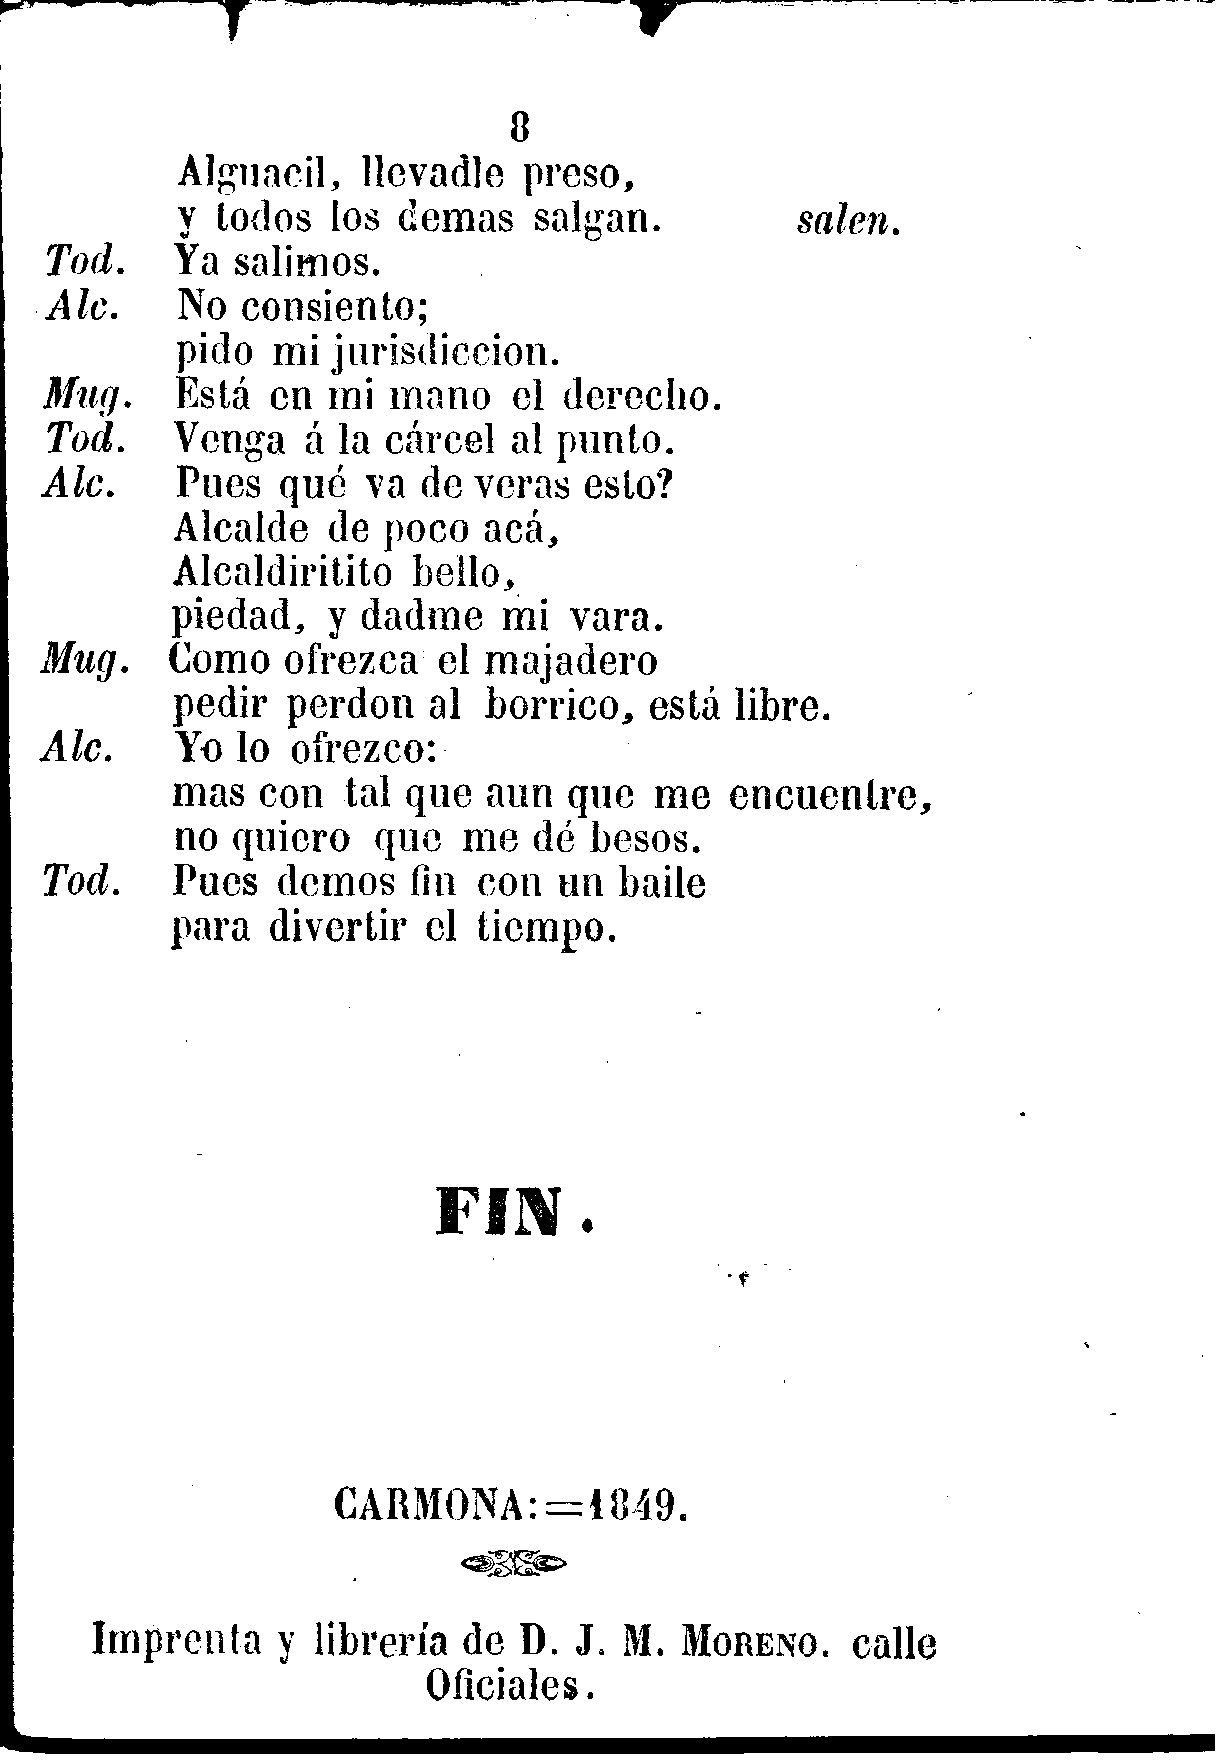 8
Alguacil, llevadle preso,
y todos los demas salgan. salen.
Tod. Ya salimos.
Alc. No consiento;
pido mi jurisdiccion.
Mug. Está en mi mano el derecho.
Tod. Venga á la cárcel al punto.
Alc. Pues qué va de veras esto?
Alcalde de poco acá,
Alcaldiritito bello,
piedad, y dadme mi vara.
Mug. Como ofrezca el majadero
pedir perdon al borrico, está libre.
Alc. Yo lo ofrezco:
mas con tal que aun que me encuentre,
no quiero que me dé besos.
Tod. Pues demos fin con un baile
para divertir el tiempo.
FIN.
CARMONA:=1849.
Imprenta y librería de D. J. M. MORENO. calle
Oficiales.